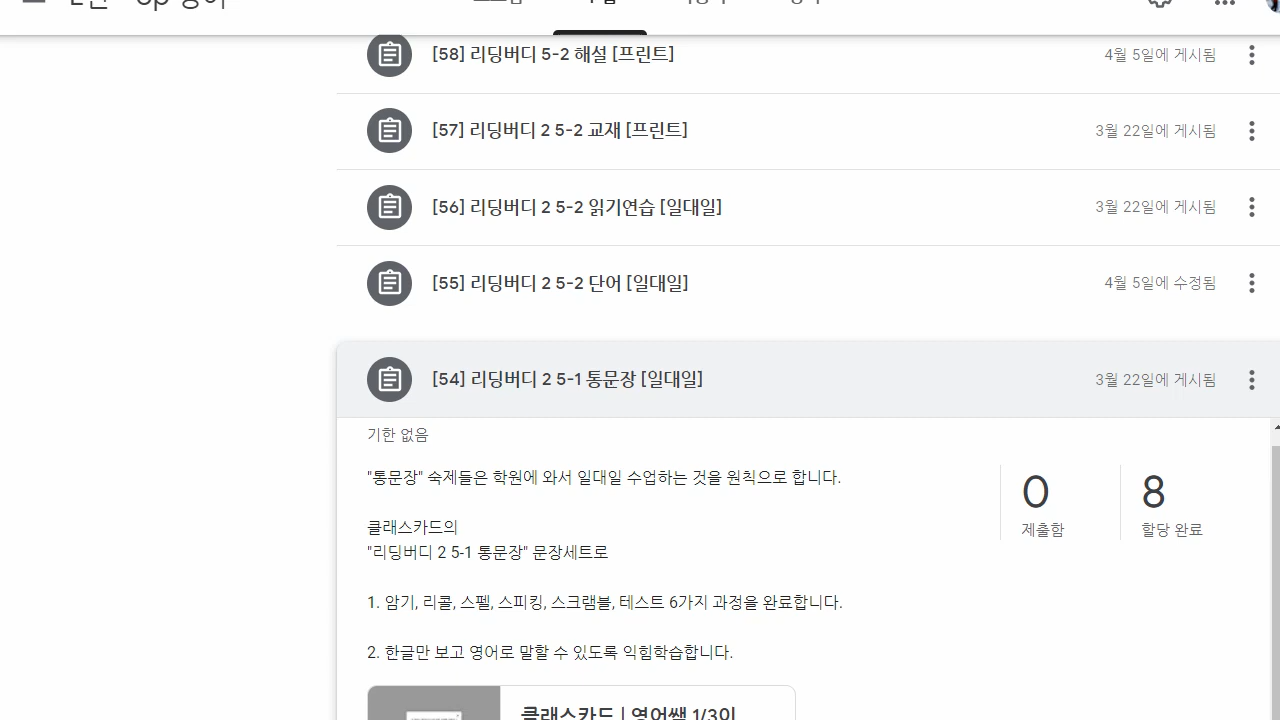 [58] 리딩버디 5-2 해설 [프린트]
4월 5일에 게시됨
[57] 리딩버디 2 5-2 교재 [프린트]
3월 22일에 게시됨
[56] 리딩버디 2 5-2 읽기연습 [일대일]
3월 22일에 게시됨
[55] 리딩버디 2 5-2 단어 [일대일]
4월 5일에 수정됨
[54] 리딩버디 2 5-1 통문장 [일대일]
3월 22일에 게시됨
기한 없음
"통문장" 숙제들은 학원에 와서 일대일 수업하는 것을 원칙으로 합니다.
0
제출함
8
할당 완료
클래스카드의
"리딩버디 2 5-1 통문장" 문장세트로
1. 암기, 리콜, 스펠, 스피킹, 스크램블, 테스트 6가지 과정을 완료합니다.
2. 한글만 보고 영어로 말할 수 있도록 익힘학습합니다.
클래스카드 | 영어쌤 1/3이